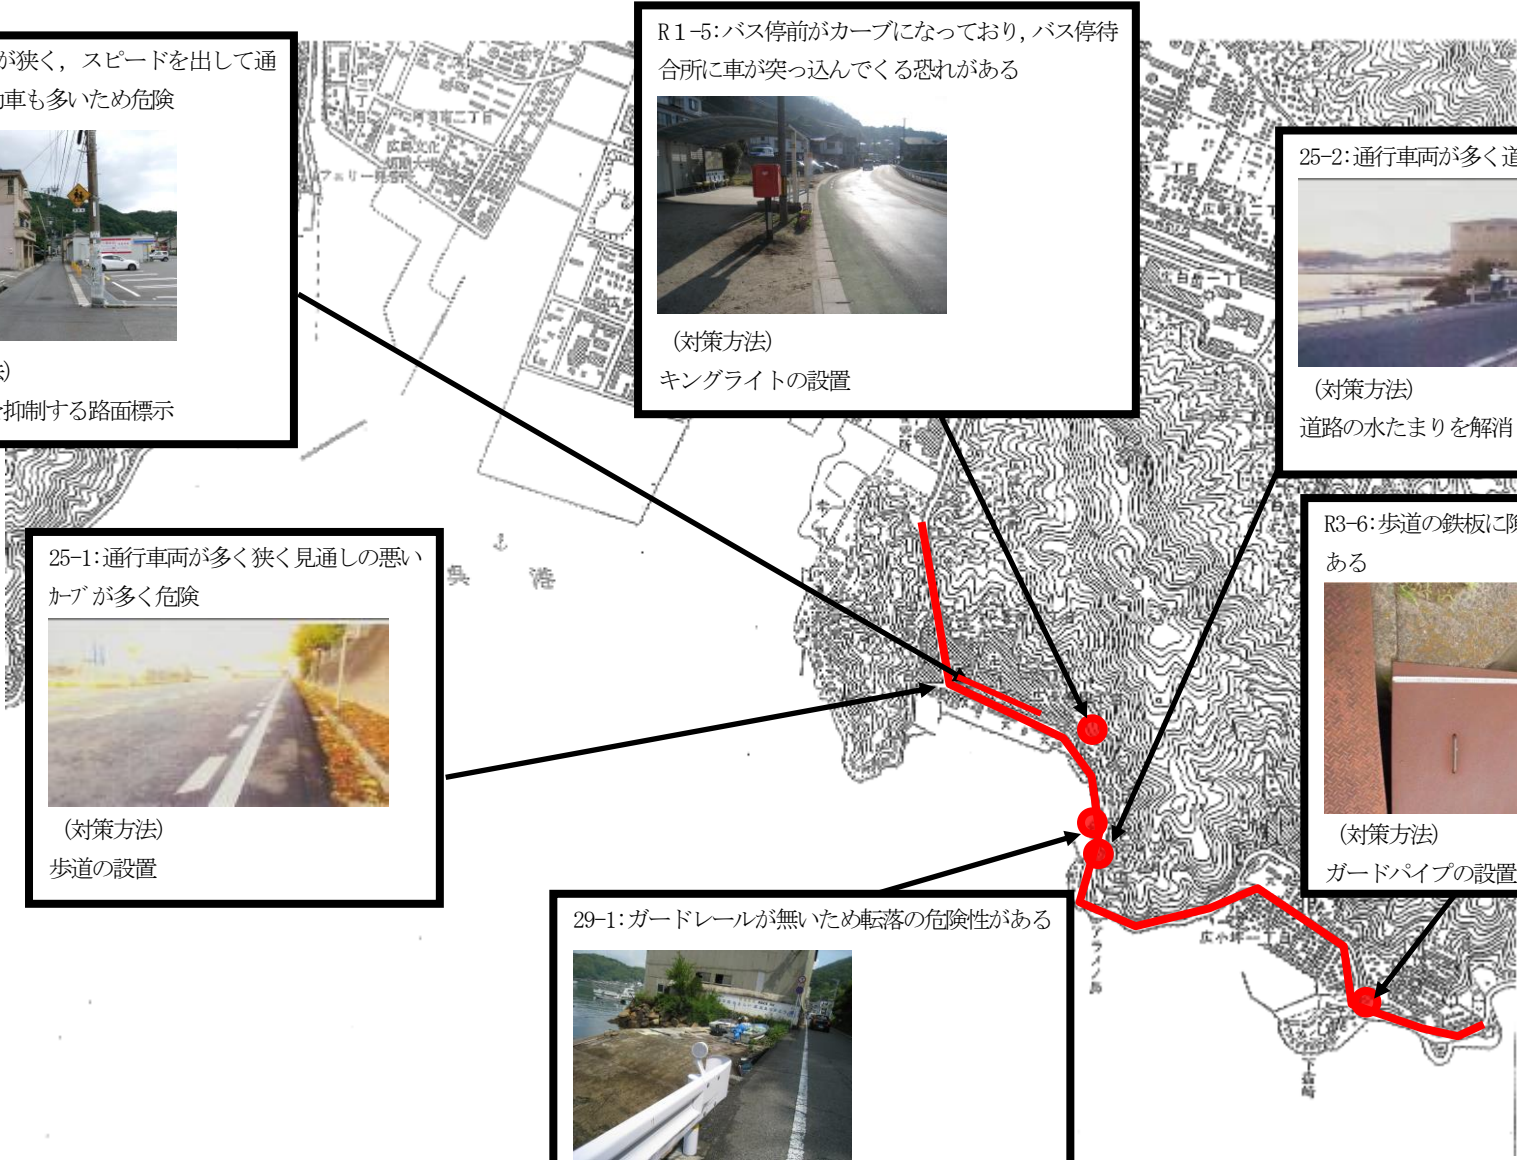 が狭く，スピードを出して通
車も多いため危険
抑制する路面標示
R1-5:バス停前がカーブになっており,バス停待
合所に車が突っ込んでくる恐れがある
（対策方法）
キングライトの設置
25-2:通行車両が多く道
（対策方法）
道路の水たまりを解消
25-1:通行車両が多く狭く見通しの悪い
ｶｰﾌﾞが多く危険
（対策方法）
歩道の設置
R3-6:歩道の鉄板に
ある
（対策方法）
ガードパイプの設置
29-1:ガードレールが無いため転落の危険性がある
呉港
広小坪一丁目
下鼻崎